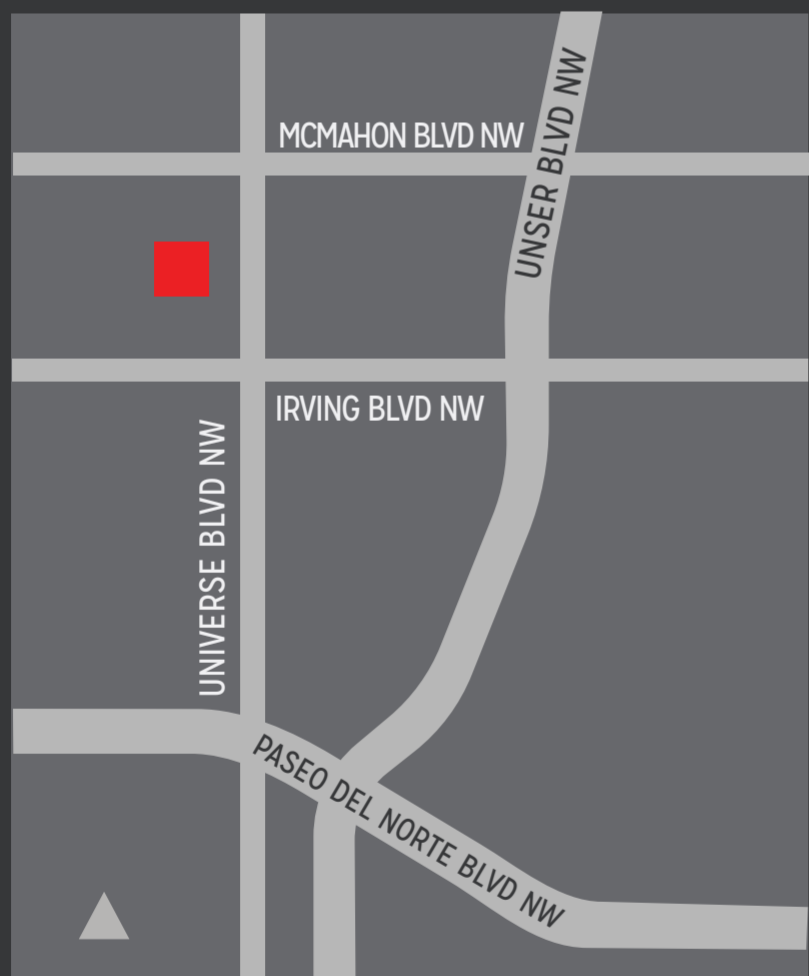 MCMAHON BLVD NW
UNSER BLVD NW
IRVING BLVD NW
UNIVERSE BLVD NW
PASEO DEL NORTE BLVD NW